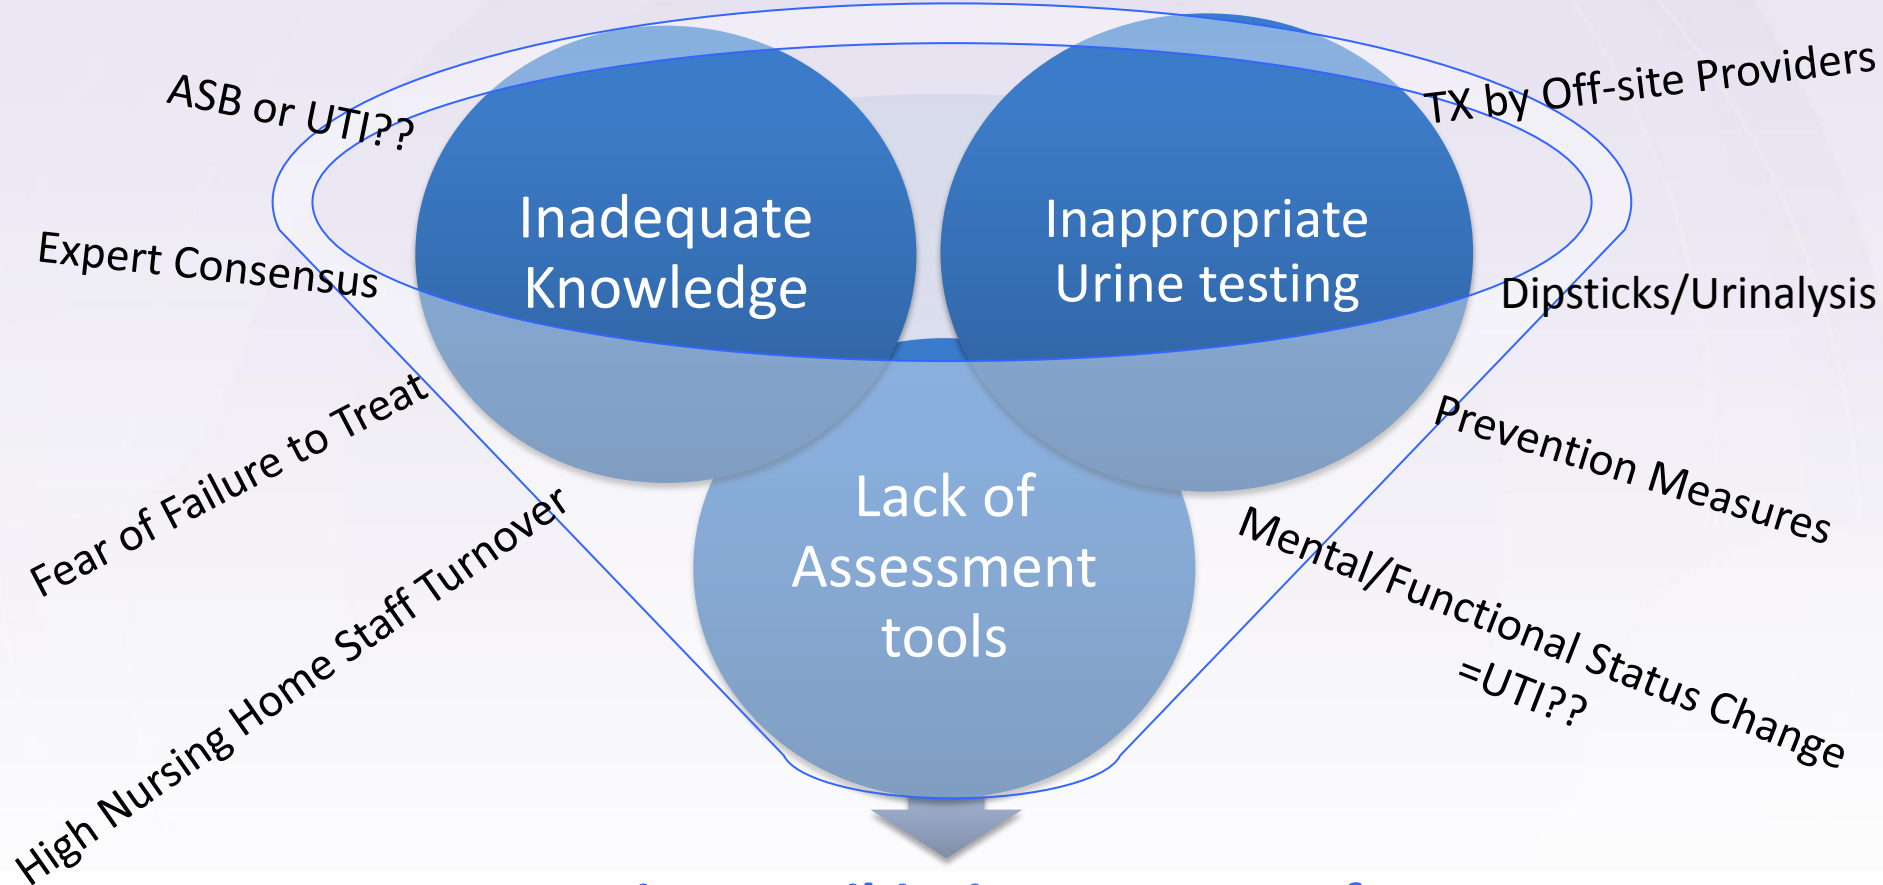 ASB or UTI??
TX by Off-site Providers
Inadequate
Knowledge
Inappropriate
Urine testing
Expert Consensus
Dipsticks/Urinalysis
Fear of Failure to Treat
Prevention Measures
High Nursing Home Staff Turnover
Mental/Functional Status Change
=UTI??
Lack of
Assessment
tools